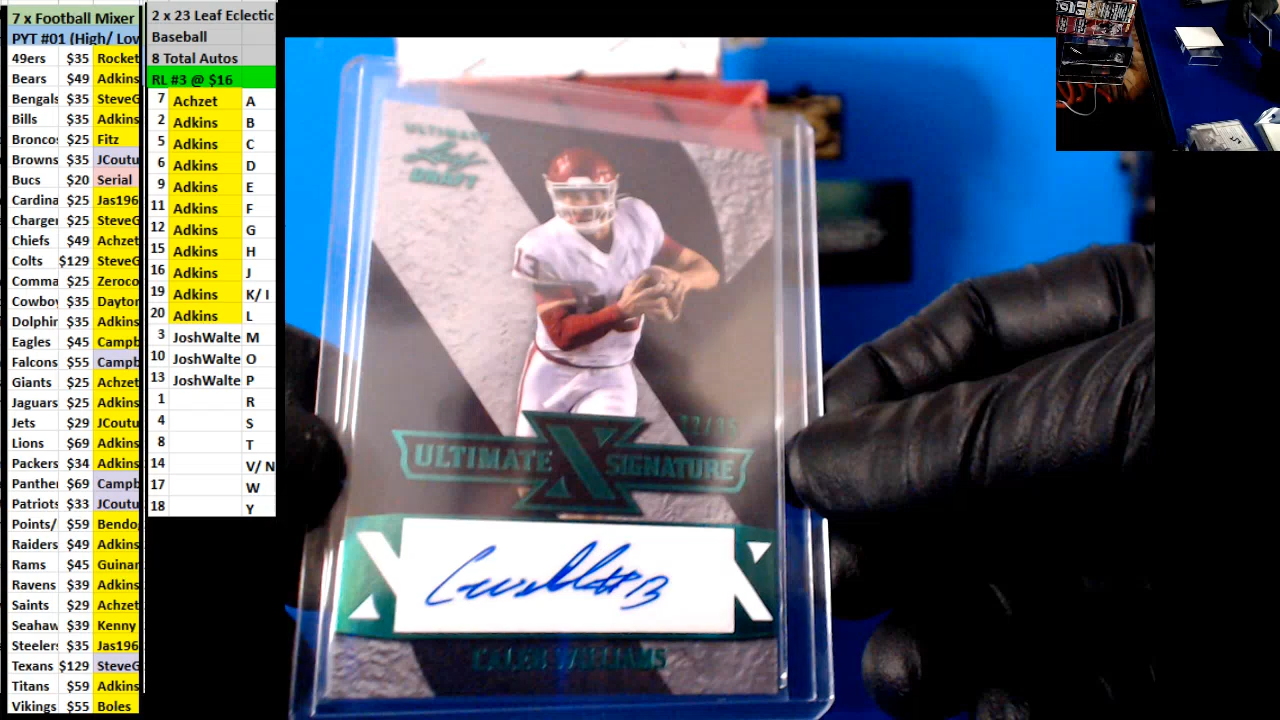 7 x Football Mixer
PYT #01 (High/ Lov
49ers $35 Rocket
Bears $49 Adkins
Bengals $35 SteveG
Bills $35 Adkins
Broncos $25 Fitz
Browns $35 JCoutu
Bucs $20 Serial
Cardina $25 Jas196
Charger $25 SteveG
Chiefs $49 Achzet
Colts $129 SteveG
Comma $25 Zeroco
Cowboy $35 Dayton
Dolphir $35 Adkins
Eagles $45 Campb
Falcons $55 Campb
Giants $25 Achzet
Jaguars $25 Adkins
Jets $29 JCoutu
Lions $69 Adkins
Packers $34 Adkins
Panther $69 Campb
Patriots $33 JCoutu
Points/ $59 Bendo
Raiders $49 Adkins
Rams $45 Guinar
Ravens $39 Adkins
Saints $29 Achzet
Seahaw $39 Kenny
Steelers $35 Jas196
Texans $129 SteveG
Titans $59 Adkins
Vikings $55 Boles
2 x 23 Leaf Eclectic
Baseball
8 Total Autos
RL #3 @ $16
7 Achzet A
2 Adkins B
5 Adkins C
6 Adkins D
9 Adkins E
11 Adkins F
12 Adkins G
15 Adkins H
16 Adkins J
19 Adkins K/ I
20 Adkins L
3 JoshWalte M
10 JoshWalte O
13 JoshWalte P
1 R
4 S
8 T
14 V/ N
17 W
18 Y
ULTIMATE
Leaf
DRAFT
13
ULTIMATE X SIGNATURE
#13
CALEB WILLIAMS